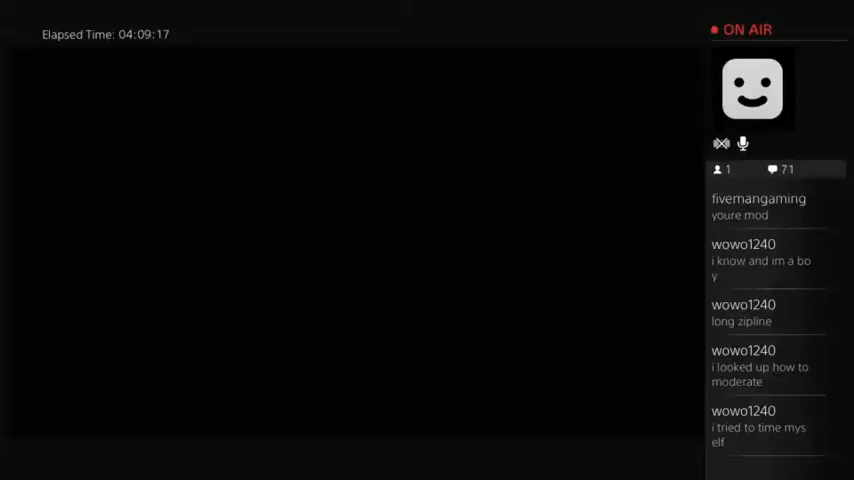 Elapsed Time: 04:09:17
ON AIR
1 71
fivemangaming
youre mod
wowo1240
i know and im a bo
y
wowo1240
long zipline
wowo1240
i looked up how to
moderate
wowo1240
i tried to time mys
elf